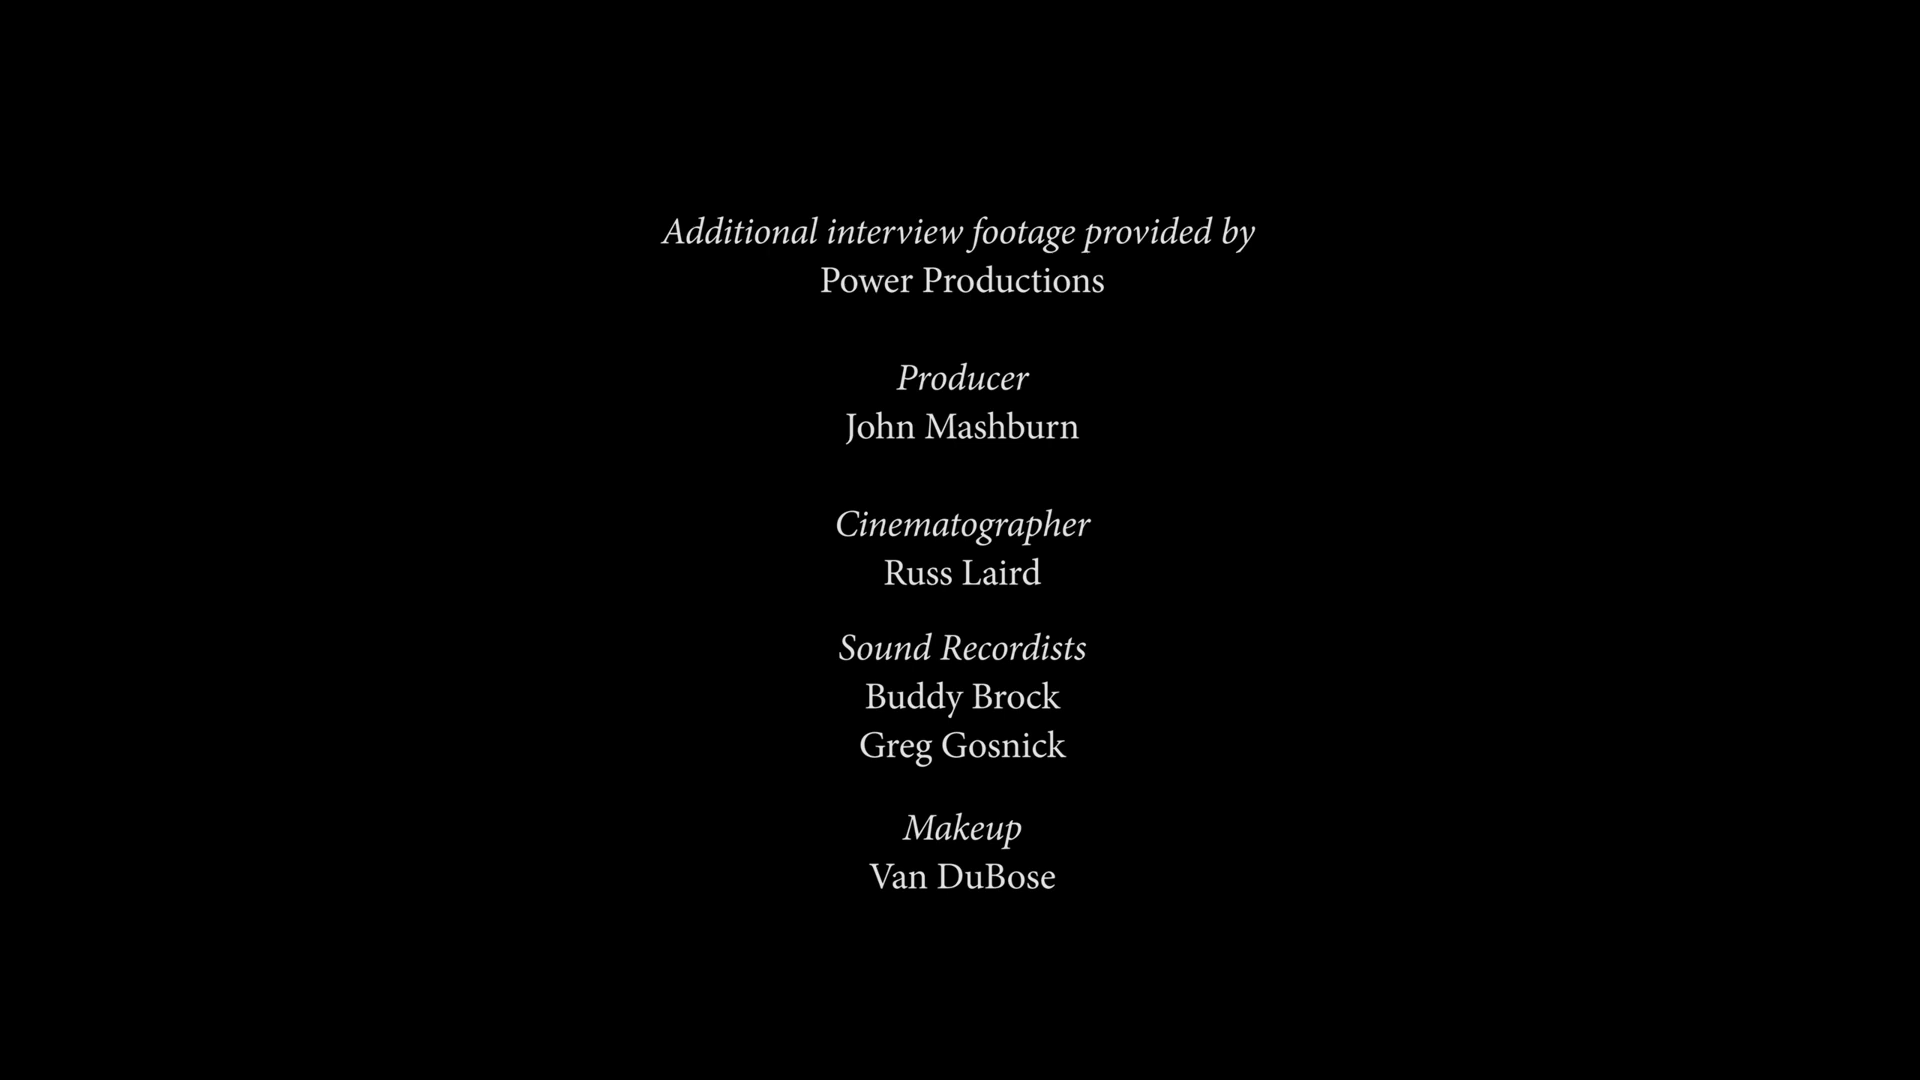 Additional interview footage provided by
Power Productions
Producer
John Mashburn
Cinematographer
Russ Laird
Sound Recordists
Buddy Brock
Greg Gosnick
Makeup
Van DuBose